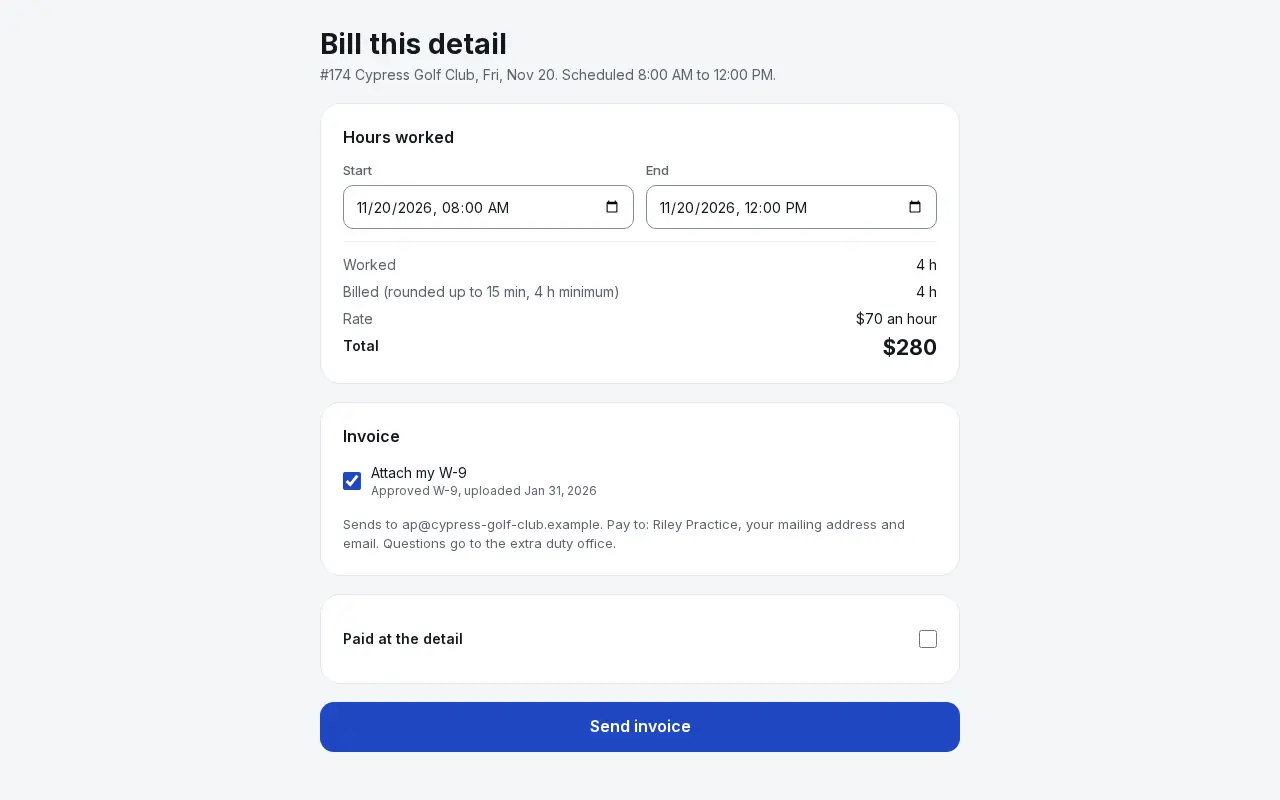 Bill this detail
#174 Cypress Golf Club, Fri, Nov 20. Scheduled 8:00 AM to 12:00 PM.
Hours worked
Start
End
11/20/2026, 08:00 AM
11/20/2026, 12:00 PM
Worked
4 h
Billed (rounded up to 15 min, 4 h minimum)
4 h
Rate
$70 an hour
Total
$280
Invoice
Attach my W-9
Approved W-9, uploaded Jan 31, 2026
Sends to ap@cypress-golf-club.example. Pay to: Riley Practice, your mailing address and
email. Questions go to the extra duty office.
Paid at the detail
Send invoice